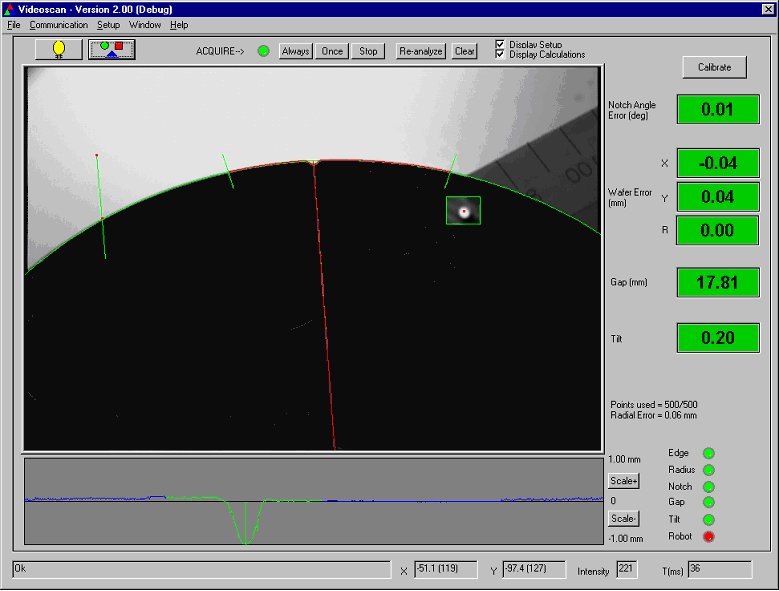 Videoscan - Version 2.00 (Debug)
File Communication Setup Window Help
ACQUIRE--> Always Once Stop Re-analyze Clear
Display Setup
Display Calculations
Calibrate
Notch Angle
Error (deg)
0.01
X -0.04
Wafer Error
(mm)
Y 0.04
R 0.00
Gap (mm) 17.81
Tilt 0.20
Points used = 500/500
Radial Error = 0.06 mm
1.00 mm
Scale+
0
Scale-
-1.00 mm
Edge
Radius
Notch
Gap
Tilt
Robot
Ok X -51.1 (119) Y -97.4 (127) Intensity 221 T(ms) 36